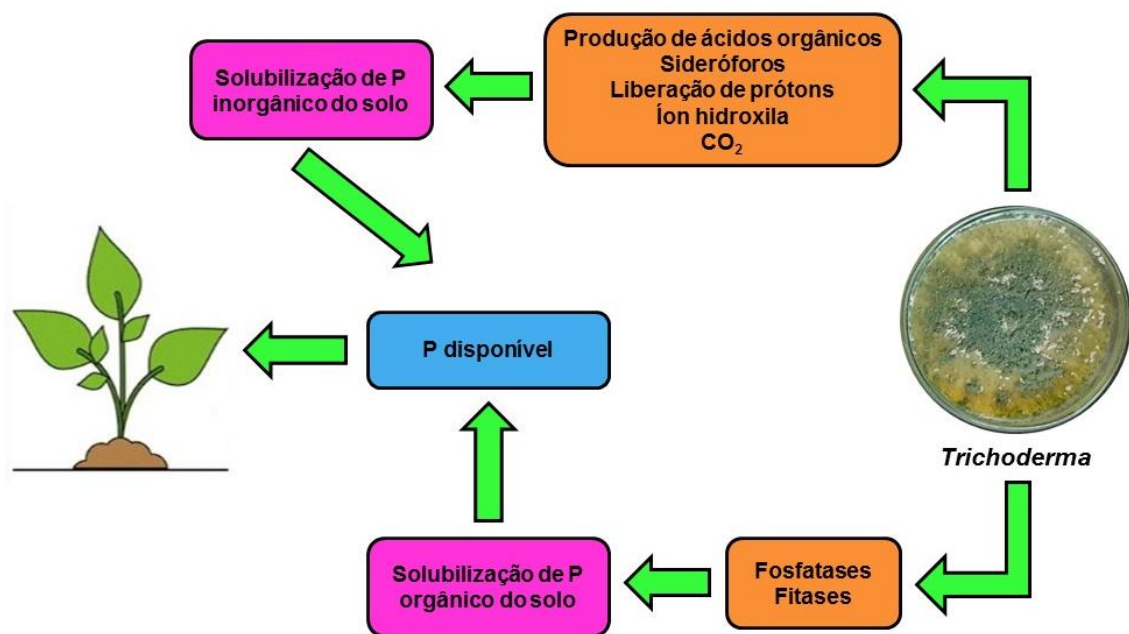 Produção de ácidos orgânicos
Sideróforos
Liberação de prótons
Íon hidroxila
CO₂
Solubilização de P
inorgânico do solo
P disponível
Trichoderma
Solubilização de P
orgânico do solo
Fosfatases
Fitases